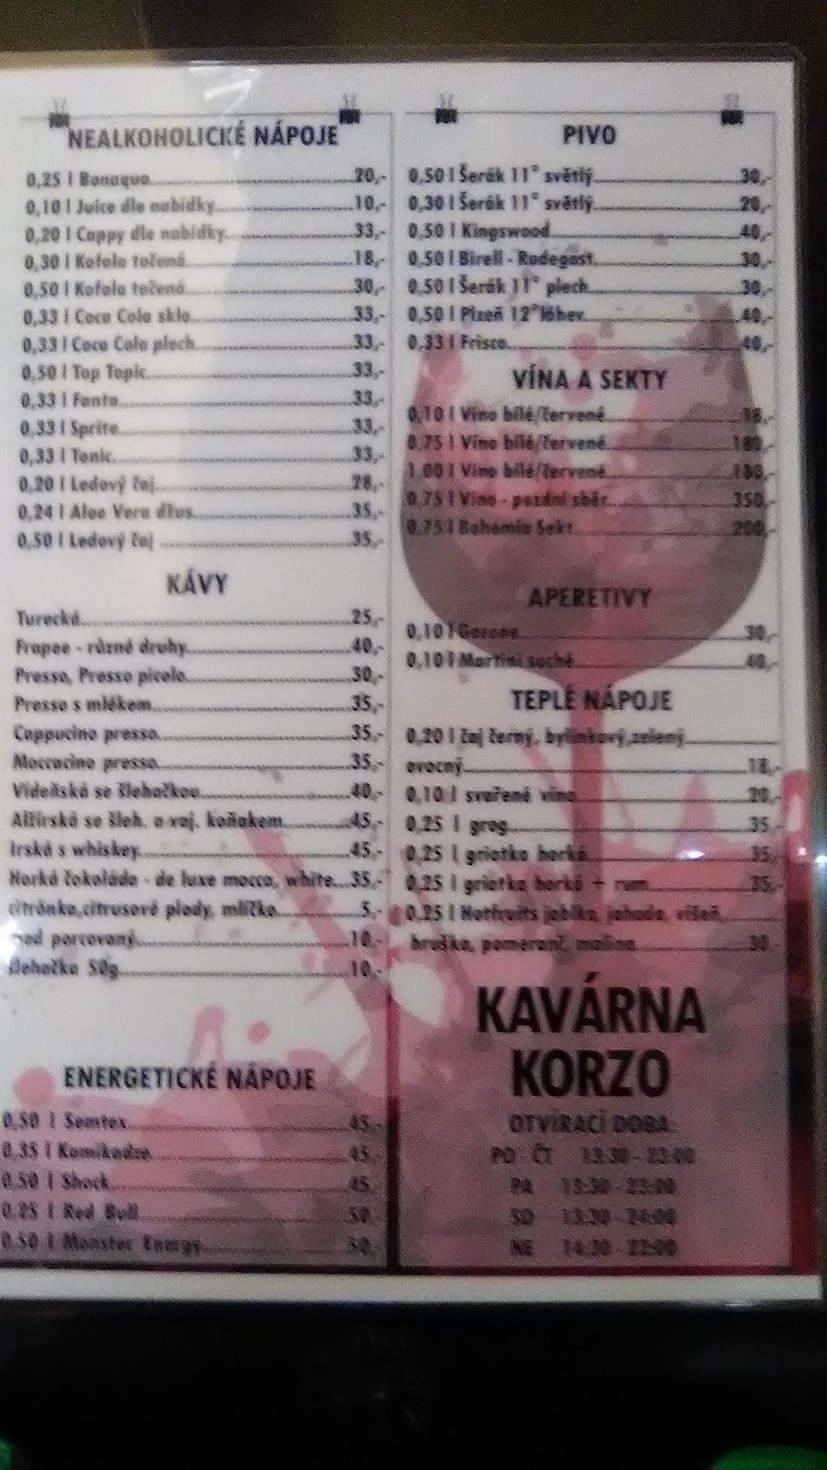 NEALKOHOLICKÉ NÁPOJE
0,25 l Bonaqua 20,-
0,10 l Juice dle nabídky 10,-
0,20 l Cappy dle nabídky 33,-
0,30 l Kofola točená 18,-
0,50 l Kofola točená 30,-
0,33 l Coca Cola sklo 33,-
0,33 l Coca Cola plech 33,-
0,50 l Top Topic 33,-
0,33 l Fanta 33,-
0,33 l Sprite 33,-
0,33 l Tonic 33,-
0,20 l Ledový čaj 28,-
0,24 l Aloe Vera džus 35,-
0,50 l Ledový čaj 35,-
KÁVY
Turecká 25,-
Frapee - různé druhy 40,-
Presso, Presso picolo 30,-
Presso s mlékem 35,-
Cappucino presso 35,-
Moccacino presso 35,-
Vídeňská se šlehačkou 40,-
Alžírská se šleh. a vaj. koňakem 45,-
Irská s whiskey 45,-
Horká čokoláda - de luxe mocca, white 35,-
citrónka,citrusové plody, mlíčko 5,-
med porcovaný 10,-
šlehačka 50g 10,-
ENERGETICKÉ NÁPOJE
0,50 l Semtex 45,-
0,35 l Kamikadze 45,-
0,50 l Shock 45,-
0,25 l Red Bull 50,-
0,50 l Monster Energy 50,-
PIVO
0,50 l Šerák 11° světlý 30,-
0,30 l Šerák 11° světlý 20,-
0,50 l Kingswood 40,-
0,50 l Birell - Radegast 30,-
0,50 l Šerák 11° plech 30,-
0,50 l Plzeň 12° láhev 40,-
0,33 l Frisco 40,-
VÍNA A SEKTY
0,10 l Víno bílé/červené 18,-
0,75 l Víno bílé/červené
1,00 l Víno bílé/červené
0,75 l Víno - pozdní sběr 350,-
0,75 l Bohemia Sekt 200,-
APERETIVY
0,10 l 30,-
0,10 l Martini suché 40,-
TEPLÉ NÁPOJE
0,20 l čaj černý, bylinkový,zelený
ovocný 18,-
0,10 l svařené víno 20,-
0,25 l grog 35,-
0,25 l griotka horká 35,-
0,25 l griotka horká + rum 35,-
0,25 l Hotfruits jablko, jahoda, višeň,
hruška, pomeranč, malina 30
KAVÁRNA
KORZO
OTVÍRACÍ DOBA:
PO - ČT 13:30 - 22:00
PA 13:30 - 23:00
SO 13:30 - 24:00
NE 14:30 - 22:00